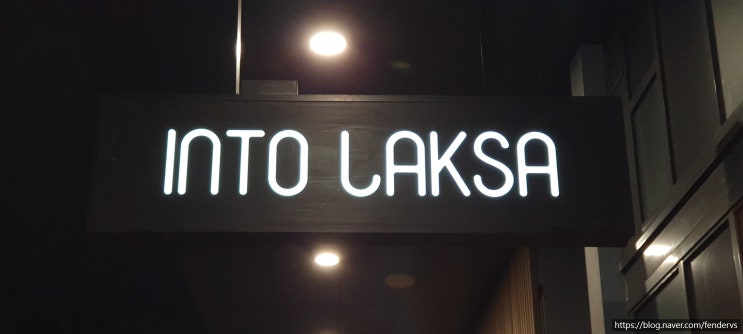 INTO LAKSA
https://blog.naver.com/fendervs